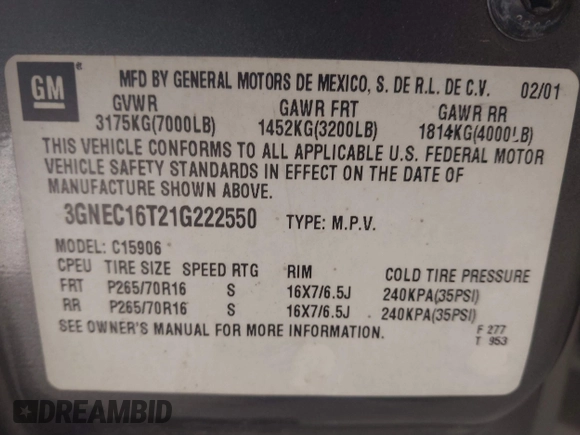 GM
MFD BY GENERAL MOTORS DE MEXICO, S. DE R.L. DE C.V. 02/01
GVWR GAWR FRT GAWR RR
3175KG(7000LB) 1452KG(3200LB) 1814KG(4000LB)
THIS VEHICLE CONFORMS TO ALL APPLICABLE U.S. FEDERAL MOTOR
VEHICLE SAFETY STANDARDS IN EFFECT ON THE DATE OF
MANUFACTURE SHOWN ABOVE.
3GNEC16T21G222550 TYPE: M.P.V.
MODEL: C15906
CPEU TIRE SIZE SPEED RTG RIM COLD TIRE PRESSURE
FRT P265/70R16 S 16X7/6.5J 240KPA(35PSI)
RR P265/70R16 S 16X7/6.5J 240KPA(35PSI)
SEE OWNER'S MANUAL FOR MORE INFORMATION.
F 277
T 953
DREAMBID